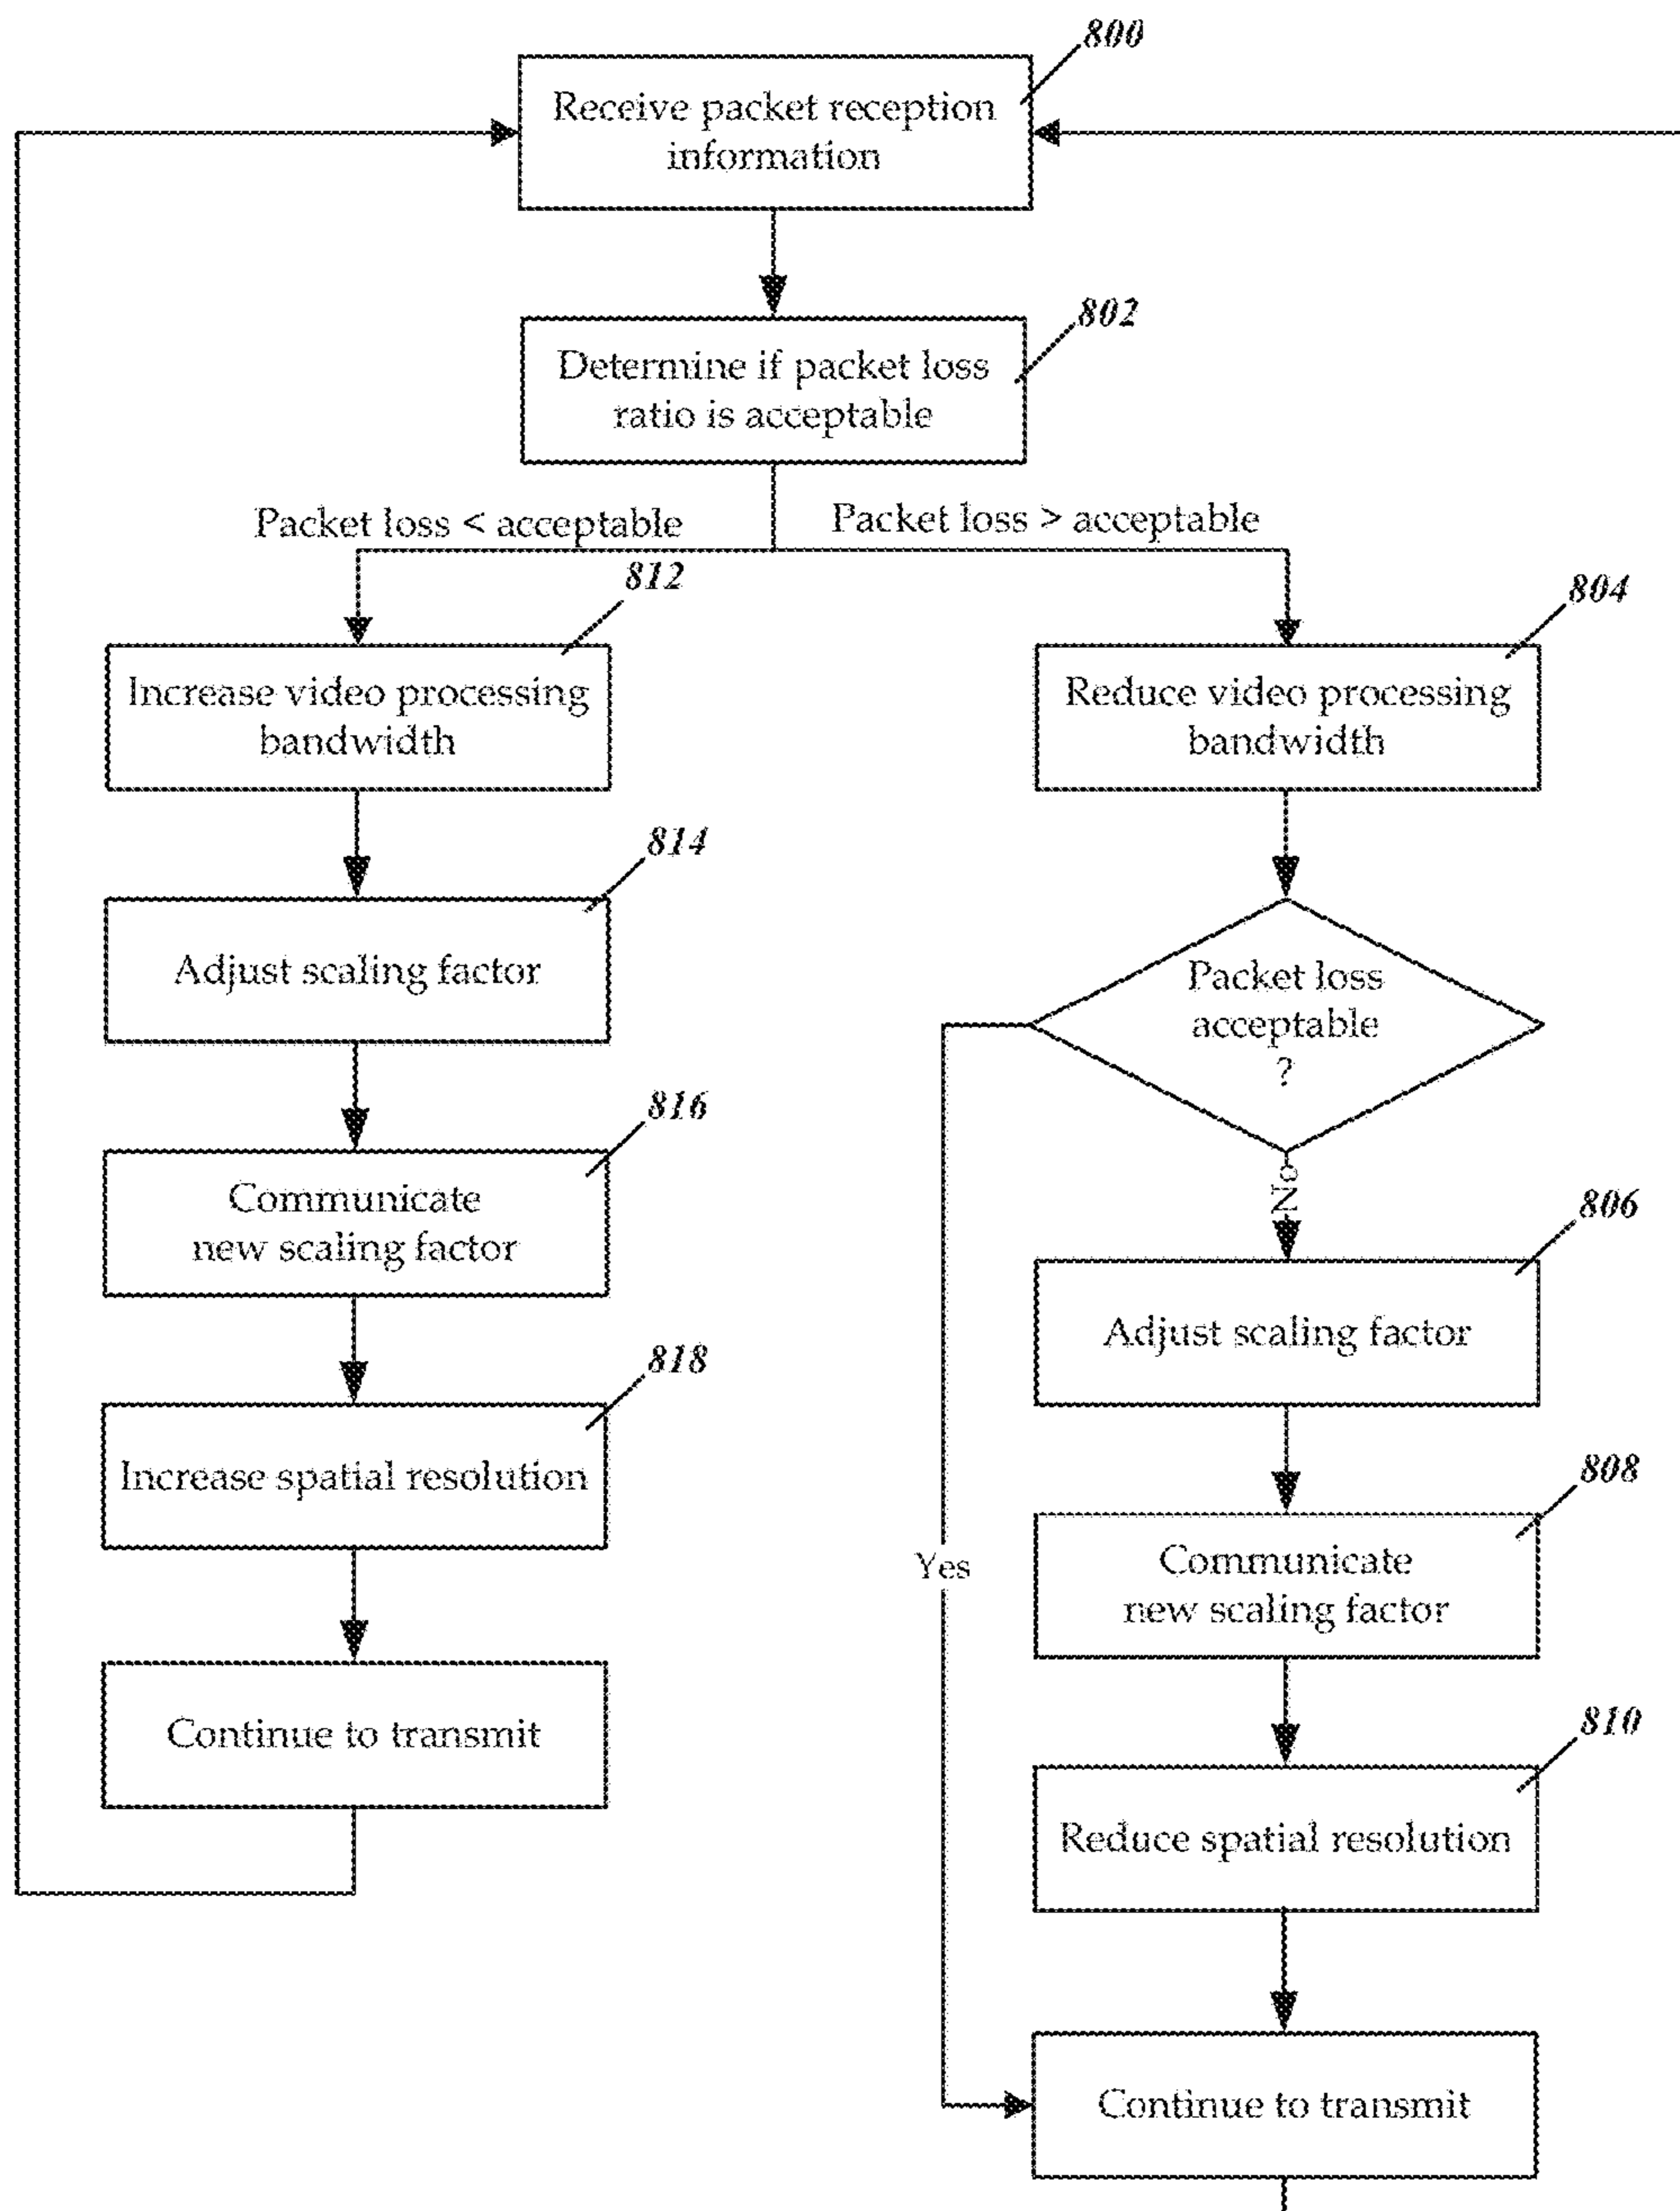 800
Receive packet reception
information
802
Determine if packet loss
ratio is acceptable
Packet loss < acceptable
Packet loss > acceptable
812
Increase video processing
bandwidth
804
Reduce video processing
bandwidth
814
Adjust scaling factor
Packet loss
acceptable
?
816
Communicate
new scaling factor
No
806
Adjust scaling factor
818
Increase spatial resolution
808
Communicate
new scaling factor
Yes
Continue to transmit
810
Reduce spatial resolution
Continue to transmit